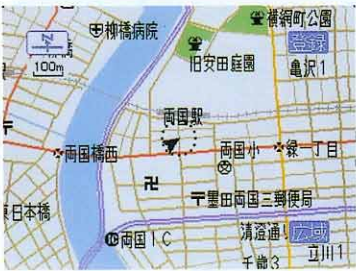 横網町公園
柳橋病院
N
登録
100m
旧安田庭園
亀沢1
両国駅
両国橋西
両国小
緑一丁目
東日本橋
墨田両国三郵便局
両国IC
清澄通り
広域
千歳3
立川1